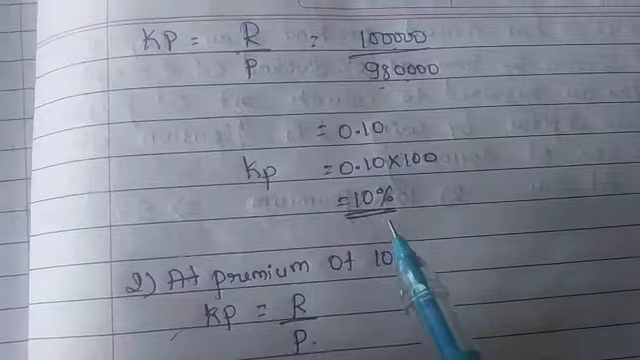 Kp = R/P = 100000/980000
= 0.10
Kp = 0.10×100
= 10%
2) At premium of 10
Kp = R/P.